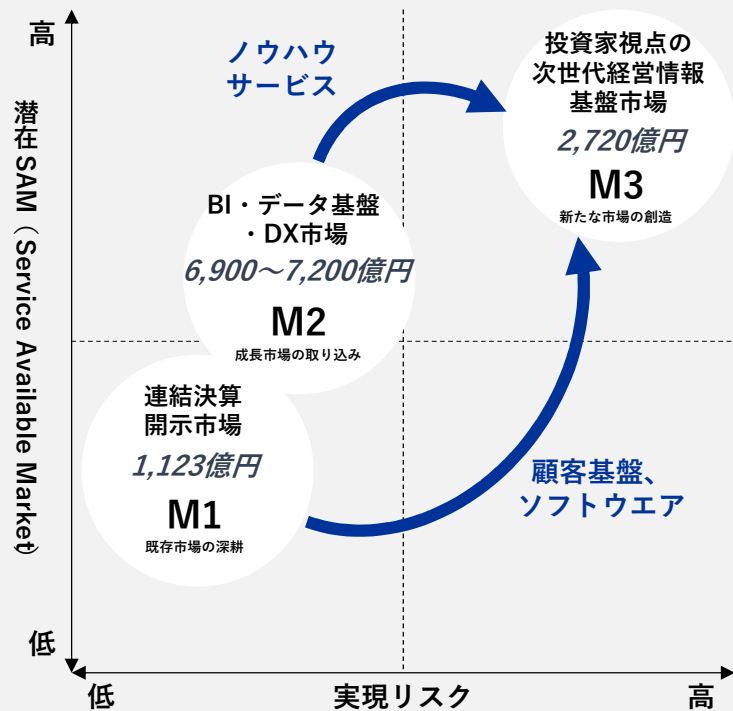 高
潜在SAM（Service Available Market）
低
ノウハウ
サービス
投資家視点の
次世代経営情報
基盤市場
2,720億円
M3
新たな市場の創造
BI・データ基盤
・DX市場
6,900～7,200億円
M2
成長市場の取り込み
連結決算
開示市場
1,123億円
M1
既存市場の深耕
顧客基盤、
ソフトウエア
低
実現リスク
高